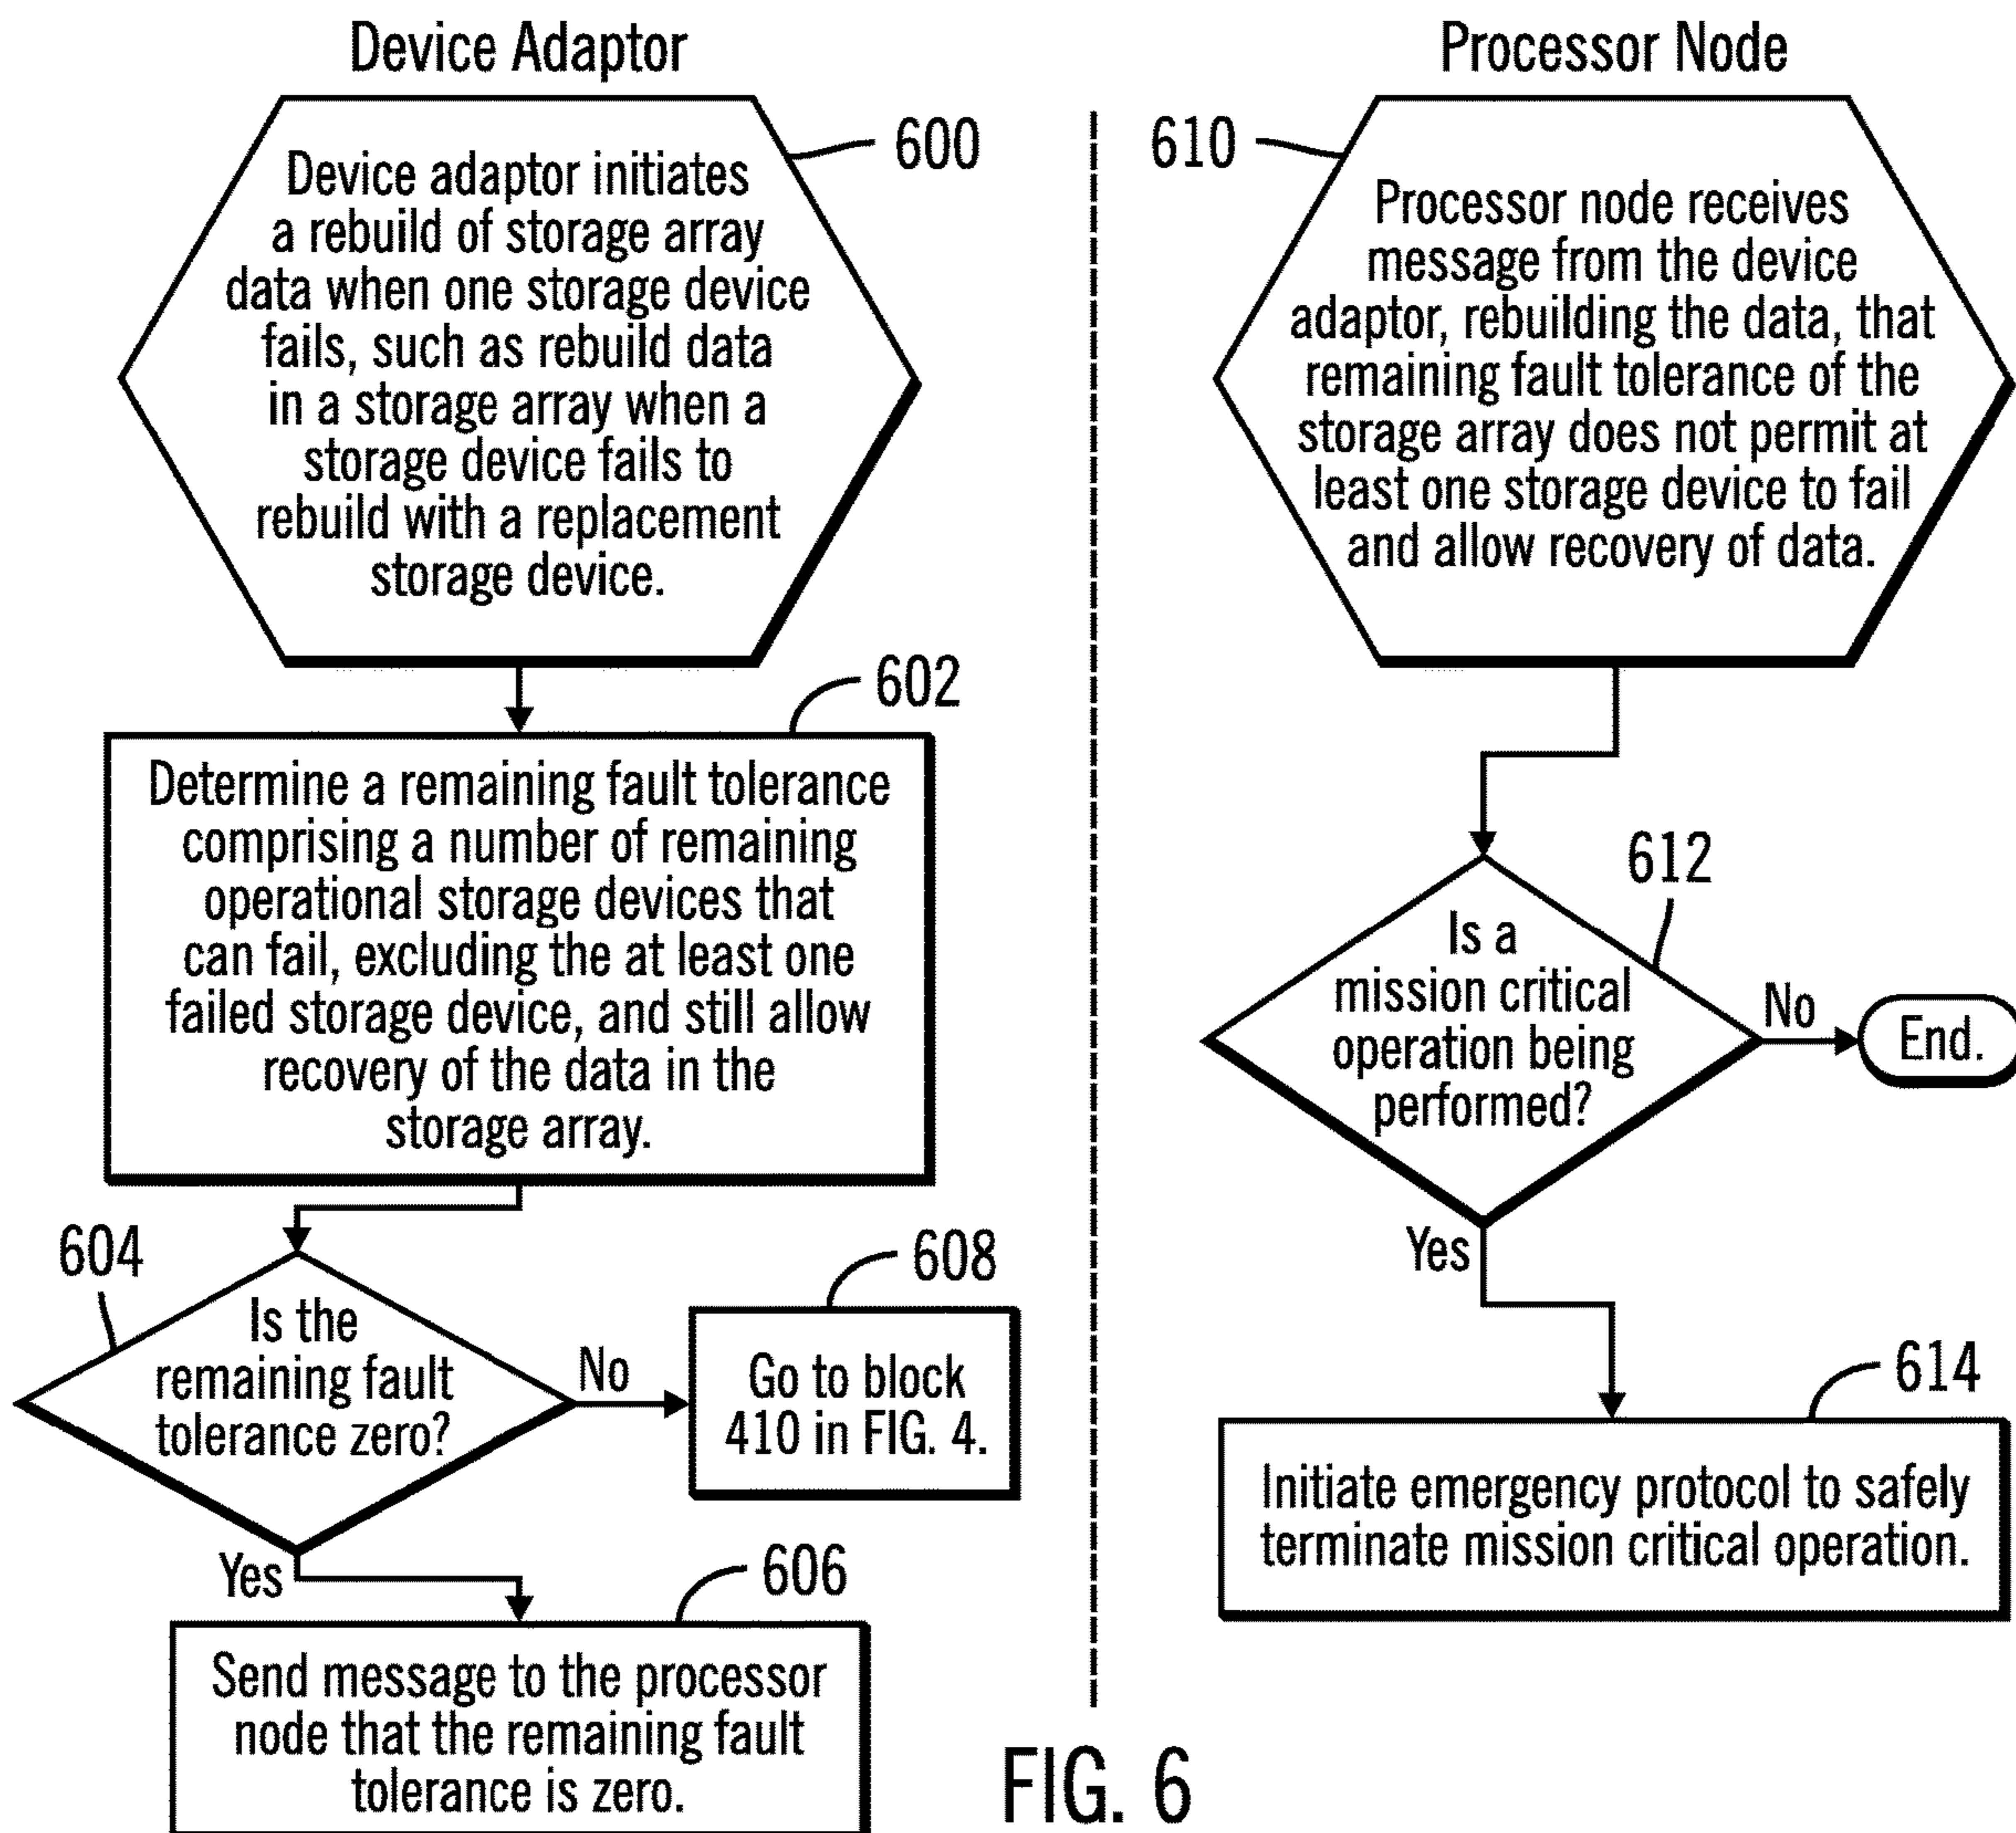 Device Adaptor
600
Device adaptor initiates
a rebuild of storage array
data when one storage device
fails, such as rebuild data
in a storage array when a
storage device fails to
rebuild with a replacement
storage device.
602
Determine a remaining fault tolerance
comprising a number of remaining
operational storage devices that
can fail, excluding the at least one
failed storage device, and still allow
recovery of the data in the
storage array.
604
Is the
remaining fault
tolerance zero?
No
608
Go to block
410 in FIG. 4.
Yes
606
Send message to the processor
node that the remaining fault
tolerance is zero.
Processor Node
610
Processor node receives
message from the device
adaptor, rebuilding the data, that
remaining fault tolerance of the
storage array does not permit at
least one storage device to fail
and allow recovery of data.
612
Is a
mission critical
operation being
performed?
No
End.
Yes
614
Initiate emergency protocol to safely
terminate mission critical operation.
FIG. 6